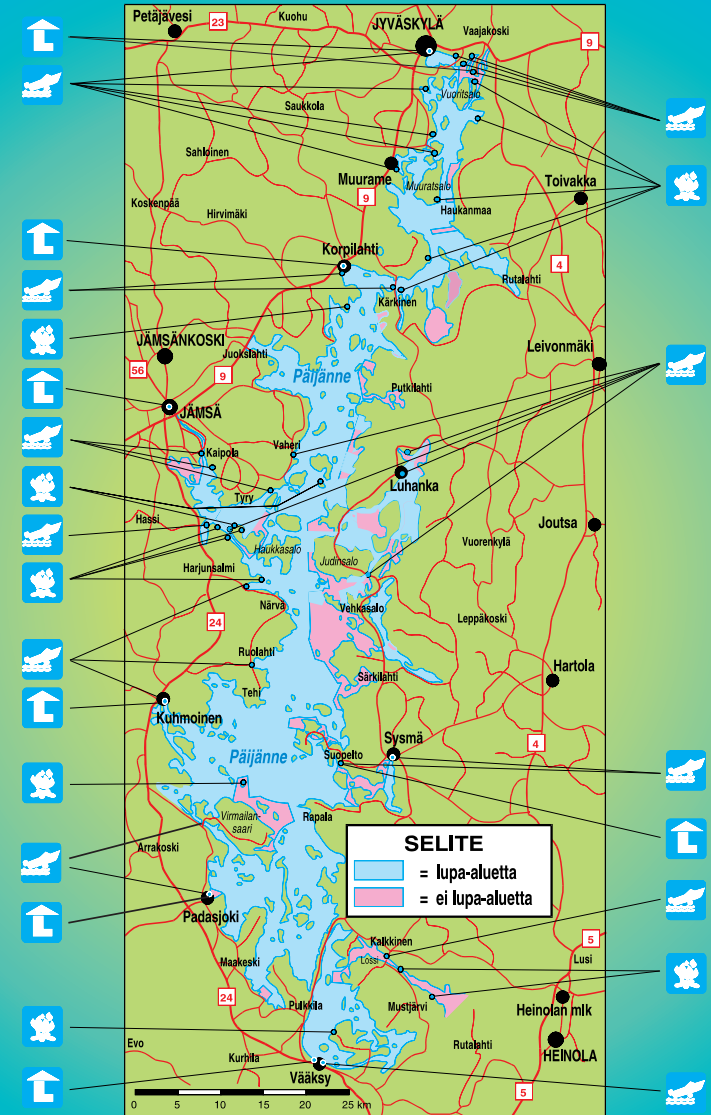 Petäjävesi
Kuohu
23
JYVÄSKYLÄ
Vaajakoski
9
Saukkola
Vuoritsalo
Sahloinen
Muurame
Muuratsalo
Toivakka
Koskenpää
Hirvimäki
9
Haukanmaa
Korpilahti
4
Rutalahti
Kärkinen
JÄMSÄNKOSKI
Juokslahti
Leivonmäki
56
9
Päijänne
Putkilahti
JÄMSÄ
Vaheri
Kaipola
Luhanka
Tyry
Hassi
Joutsa
Haukkasalo
Judinsalo
Vuorenkylä
Harjunsalmi
Närvä
Vehkasalo
Leppäkoski
24
Ruolahti
Särkilahti
Hartola
Tehi
Kuhmoinen
Sysmä
4
Päijänne
Suopelto
Virmailan-
saari
Rapala
Arrakoski
SELITE
= lupa-aluetta
= ei lupa-aluetta
Padasjoki
Kalkkinen
5
Lossi
Lusi
Maakeski
24
Pulkkila
Mustjärvi
Heinolan mlk
Evo
Kurhila
Rutalahti
HEINOLA
Vääksy
5
0 5 10 15 20 25 km